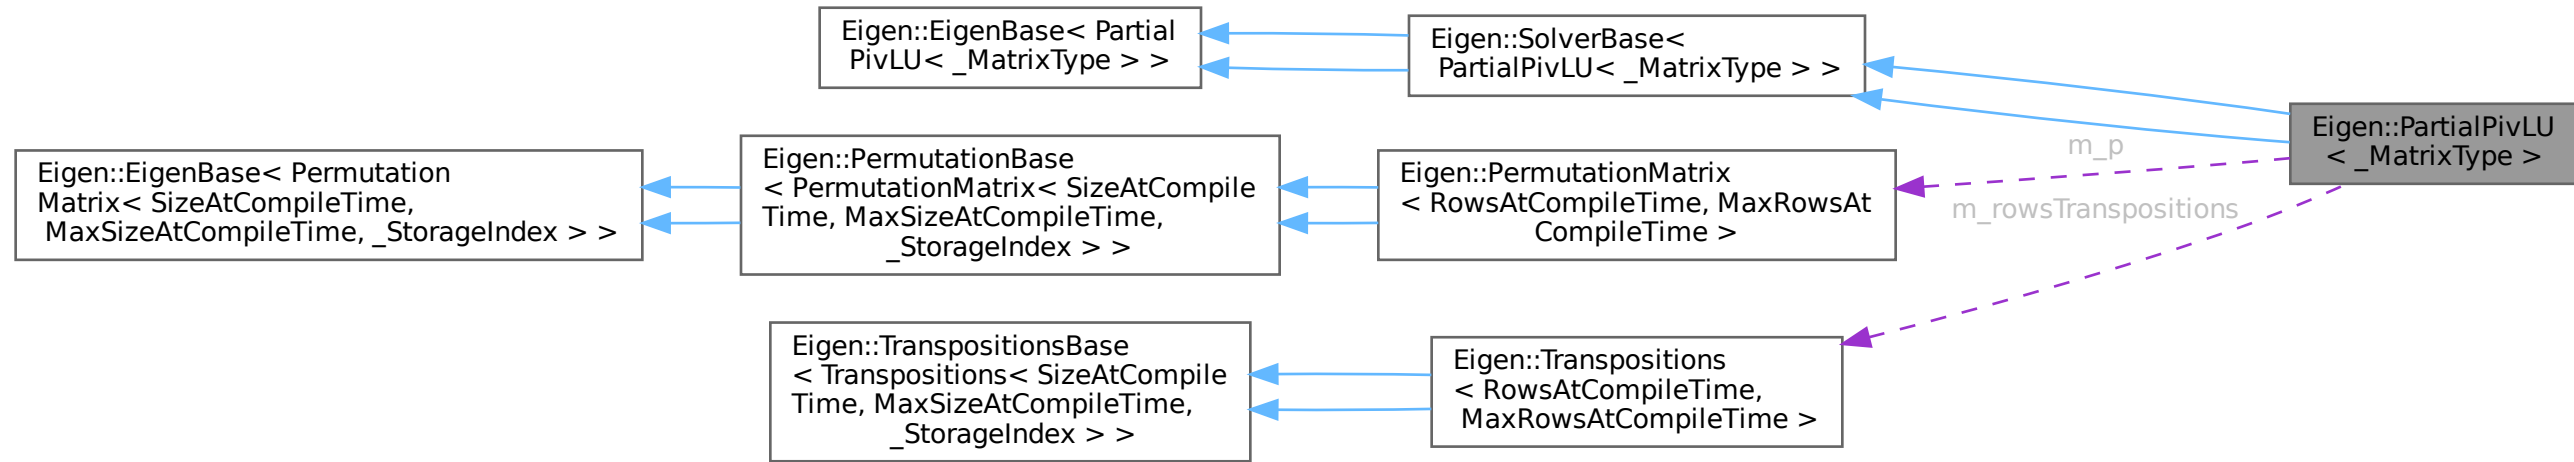 Eigen::EigenBase< Partial
PivLU< _MatrixType > >
Eigen::SolverBase<
PartialPivLU< _MatrixType > >
Eigen::PartialPivLU
< _MatrixType >
m_p
m_rowsTranspositions
Eigen::EigenBase< Permutation
Matrix< SizeAtCompileTime,
MaxSizeAtCompileTime, _StorageIndex > >
Eigen::PermutationBase
< PermutationMatrix< SizeAtCompile
Time, MaxSizeAtCompileTime,
_StorageIndex > >
Eigen::PermutationMatrix
< RowsAtCompileTime, MaxRowsAt
CompileTime >
Eigen::TranspositionsBase
< Transpositions< SizeAtCompile
Time, MaxSizeAtCompileTime,
_StorageIndex > >
Eigen::Transpositions
< RowsAtCompileTime,
MaxRowsAtCompileTime >